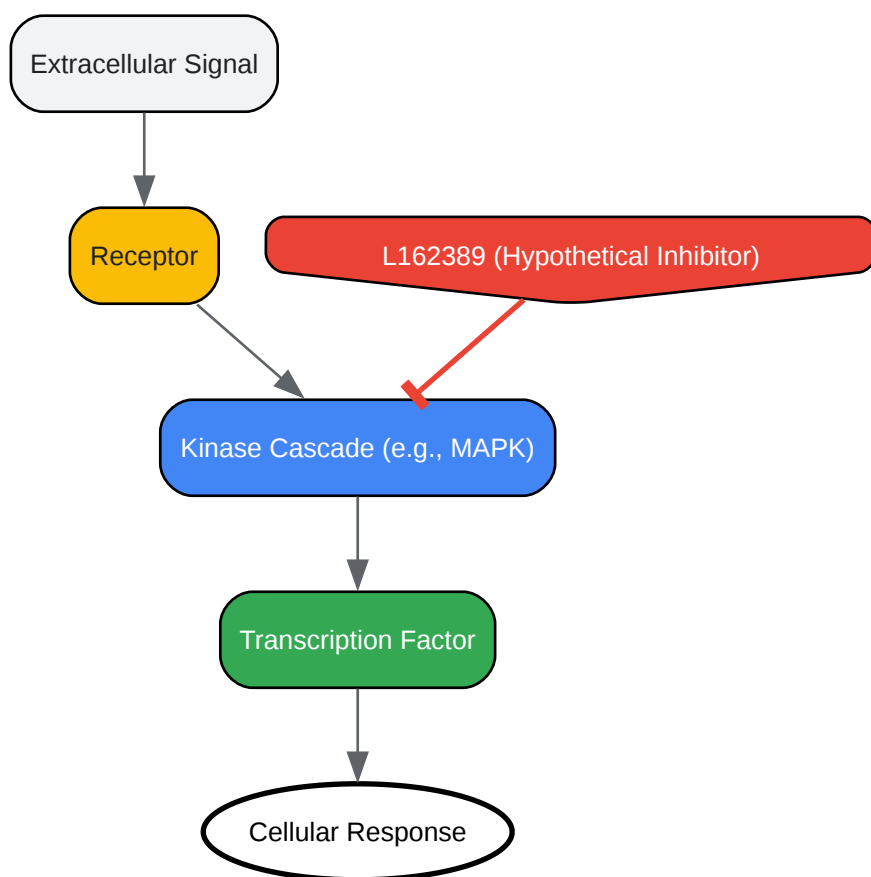 Extracellular Signal
Receptor
L162389 (Hypothetical Inhibitor)
Kinase Cascade (e.g., MAPK)
Transcription Factor
Cellular Response